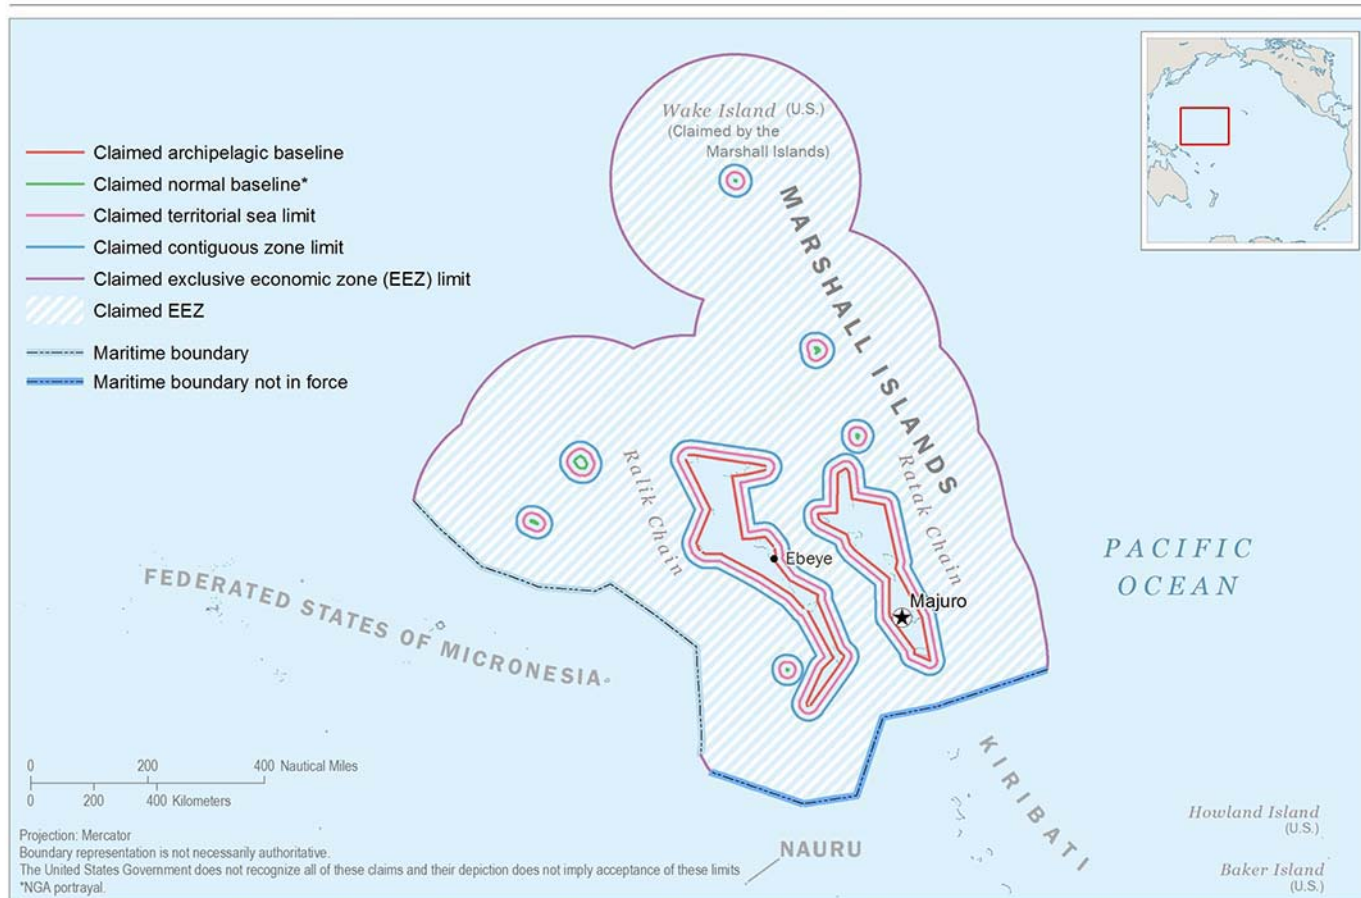 Wake Island (U.S.)
(Claimed by the
Marshall Islands)
Claimed archipelagic baseline
Claimed normal baseline*
Claimed territorial sea limit
Claimed contiguous zone limit
Claimed exclusive economic zone (EEZ) limit
Claimed EEZ
Maritime boundary
Maritime boundary not in force
MARSHALL ISLANDS
Ralik Chain
Ratak Chain
Ebeye
Majuro
PACIFIC
OCEAN
FEDERATED STATES OF MICRONESIA
KIRIBATI
NAURU
Howland Island
(U.S.)
Baker Island
(U.S.)
0 200 400 Nautical Miles
0 200 400 Kilometers
Projection: Mercator
Boundary representation is not necessarily authoritative.
The United States Government does not recognize all of these claims and their depiction does not imply acceptance of these limits
*NGA portrayal.